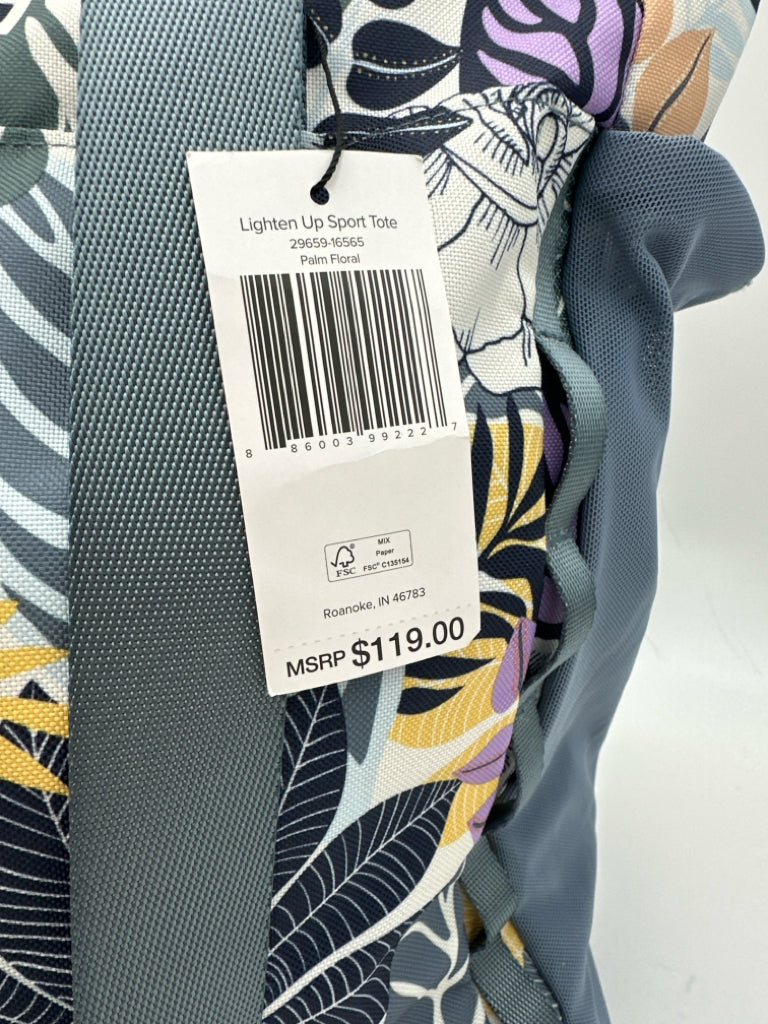 Lighten Up Sport Tote
29659-16565
Palm Floral
8 86003 99222 7
FSC®
MIX
Paper
FSC® C135154
Roanoke, IN 46783
MSRP $119.00